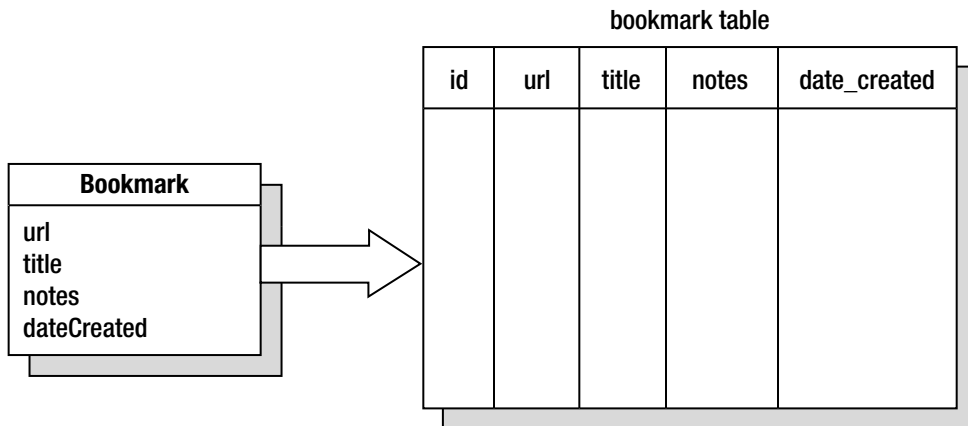 bookmark table
id url title notes date_created
Bookmark
url
title
notes
dateCreated